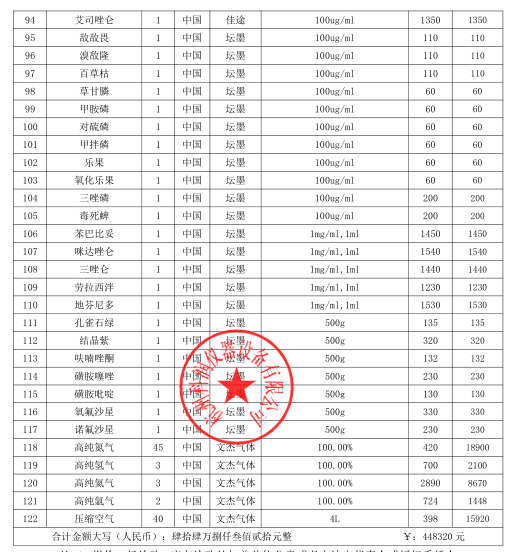 94 艾司唑仑 1 中国 佳途 100ug/ml 1350 1350
95 敌敌畏 1 中国 坛墨 100ug/ml 110 110
96 溴敌隆 1 中国 坛墨 100ug/ml 110 110
97 百草枯 1 中国 坛墨 100ug/ml 110 110
98 草甘膦 1 中国 坛墨 100ug/ml 60 60
99 甲胺磷 1 中国 坛墨 100ug/ml 60 60
100 对硫磷 1 中国 坛墨 100ug/ml 60 60
101 甲拌磷 1 中国 坛墨 100ug/ml 60 60
102 乐果 1 中国 坛墨 100ug/ml 60 60
103 氧化乐果 1 中国 坛墨 100ug/ml 60 60
104 三唑磷 1 中国 坛墨 100ug/ml 200 200
105 毒死蜱 1 中国 坛墨 100ug/ml 200 200
106 苯巴比妥 1 中国 坛墨 1mg/ml,1ml 1450 1450
107 咪达唑仑 1 中国 坛墨 1mg/ml,1ml 1540 1540
108 三唑仑 1 中国 坛墨 1mg/ml,1ml 1440 1440
109 劳拉西泮 1 中国 坛墨 1mg/ml,1ml 1230 1230
110 地芬尼多 1 中国 坛墨 1mg/ml,1ml 1530 1530
111 孔雀石绿 1 中国 坛墨 500g 135 135
112 结晶紫 1 中国 坛墨 500g 320 320
113 呋喃唑酮 1 中国 坛墨 500g 132 132
114 磺胺噻唑 1 中国 坛墨 500g 230 230
115 磺胺吡啶 1 中国 坛墨 500g 130 130
116 氧氟沙星 1 中国 坛墨 500g 330 330
117 诺氟沙星 1 中国 坛墨 500g 230 230
118 高纯氮气 45 中国 文杰气体 100.00% 420 18900
119 高纯氢气 3 中国 文杰气体 100.00% 700 2100
120 高纯氦气 3 中国 文杰气体 100.00% 2890 8670
121 高纯氩气 2 中国 文杰气体 100.00% 724 1448
122 压缩空气 40 中国 文杰气体 4L 398 15920
合计金额大写（人民币）：肆拾肆万捌仟叁佰贰拾元整 ￥：448320 元
仪器设备有限公司